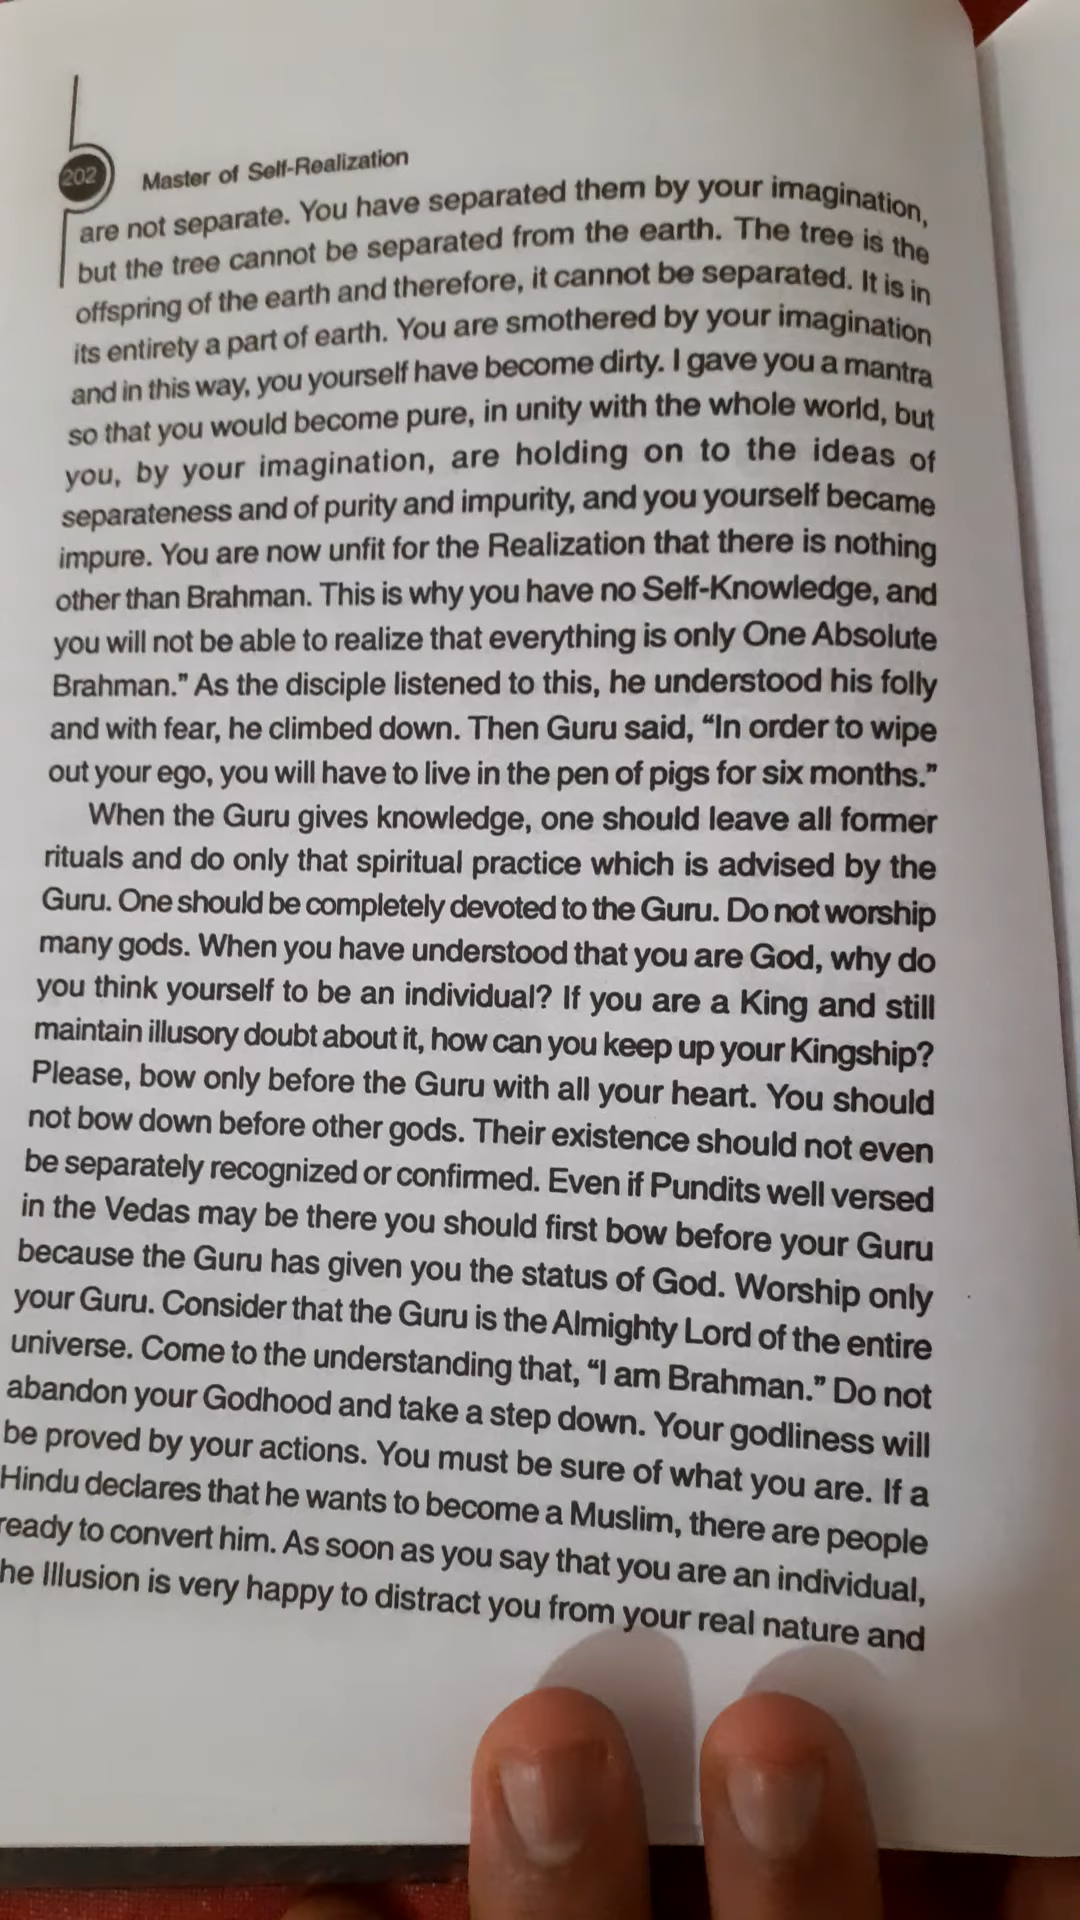 202
Master of Self-Realization
are not separate. You have separated them by your imagination,
but the tree cannot be separated from the earth. The tree is the
offspring of the earth and therefore, it cannot be separated. It is in
its entirety a part of earth. You are smothered by your imagination
and in this way, you yourself have become dirty. I gave you a mantra
so that you would become pure, in unity with the whole world, but
you, by your imagination, are holding on to the ideas of
separateness and of purity and impurity, and you yourself became
impure. You are now unfit for the Realization that there is nothing
other than Brahman. This is why you have no Self-Knowledge, and
you will not be able to realize that everything is only One Absolute
Brahman.” As the disciple listened to this, he understood his folly
and with fear, he climbed down. Then Guru said, “In order to wipe
out your ego, you will have to live in the pen of pigs for six months.”
When the Guru gives knowledge, one should leave all former
rituals and do only that spiritual practice which is advised by the
Guru. One should be completely devoted to the Guru. Do not worship
many gods. When you have understood that you are God, why do
you think yourself to be an individual? If you are a King and still
maintain illusory doubt about it, how can you keep up your Kingship?
Please, bow only before the Guru with all your heart. You should
not bow down before other gods. Their existence should not even
be separately recognized or confirmed. Even if Pundits well versed
in the Vedas may be there you should first bow before your Guru
because the Guru has given you the status of God. Worship only
your Guru. Consider that the Guru is the Almighty Lord of the entire
universe. Come to the understanding that, “I am Brahman.” Do not
abandon your Godhood and take a step down. Your godliness will
be proved by your actions. You must be sure of what you are. If a
Hindu declares that he wants to become a Muslim, there are people
ready to convert him. As soon as you say that you are an individual,
he Illusion is very happy to distract you from your real nature and